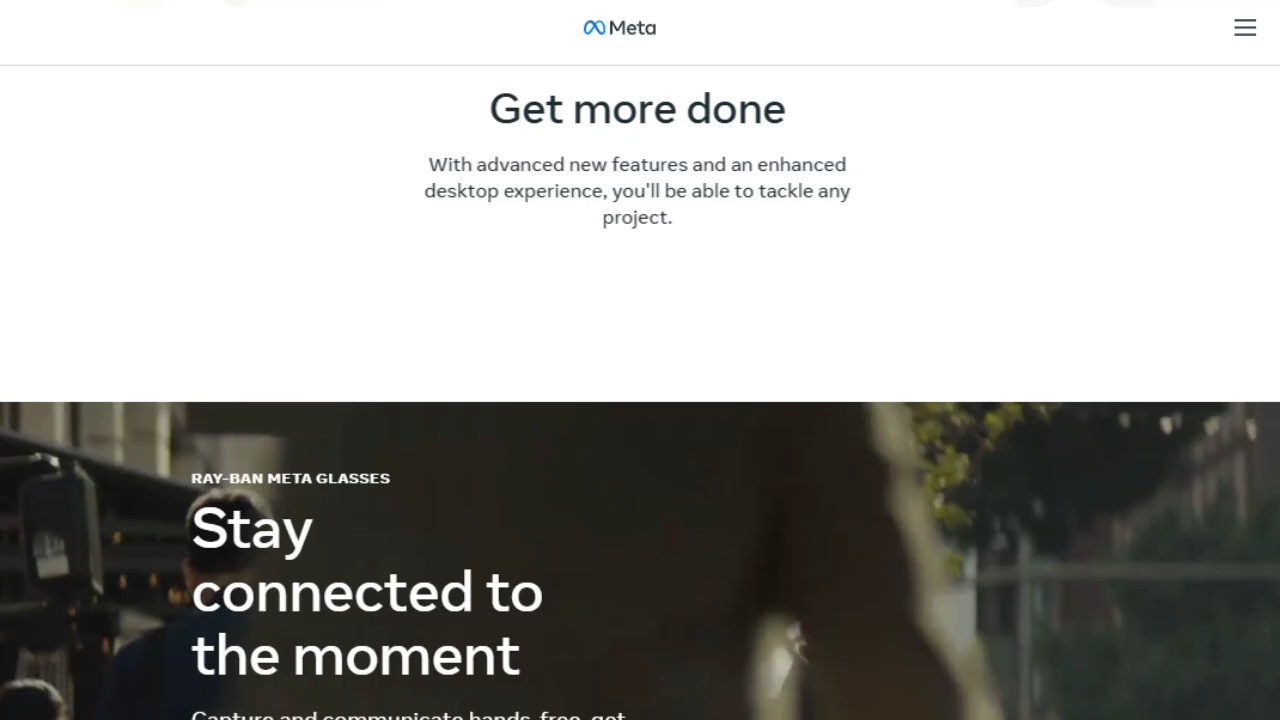 Meta
Get more done
With advanced new features and an enhanced
desktop experience, you'll be able to tackle any
project.
RAY-BAN META GLASSES
Stay
connected to
the moment
Capture and communicate hands-free, get